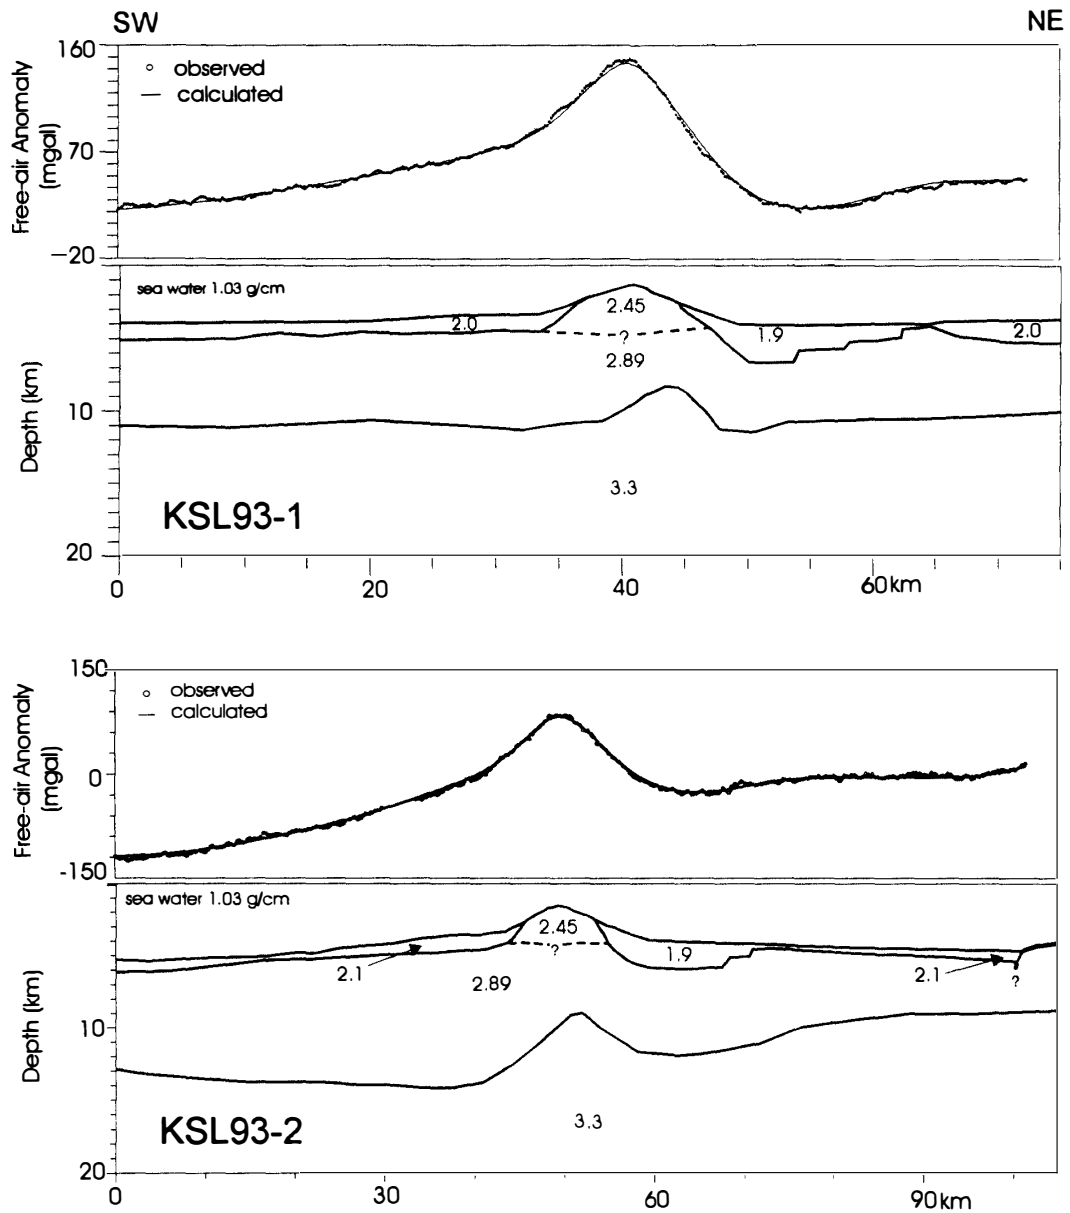 SW NE
160
observed
calculated
70
−20
Free-air Anomaly
(mgal)
sea water 1.03 g/cm
2.45
2.0
?
1.9
2.0
2.89
10
3.3
KSL93-1
20
Depth (km)
0 20 40 60km
150
observed
calculated
0
-150
Free-air Anomaly
(mgal)
sea water 1.03 g/cm
2.45
?
1.9
2.1
2.89
2.1
?
10
3.3
KSL93-2
20
Depth (km)
0 30 60 90km